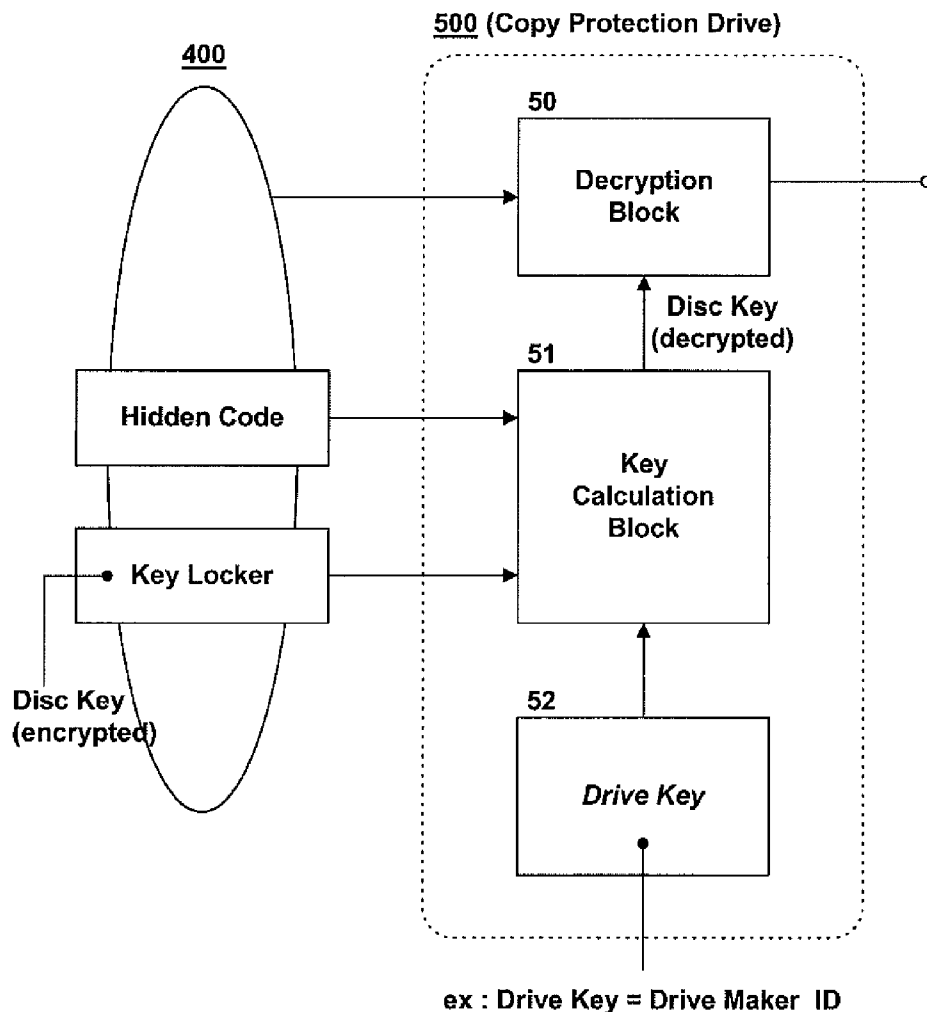 500 (Copy Protection Drive)
400
50
Decryption
Block
Disc Key
(decrypted)
51
Hidden Code
Key
Calculation
Block
Key Locker
Disc Key
(encrypted)
52
Drive Key
ex : Drive Key = Drive Maker ID